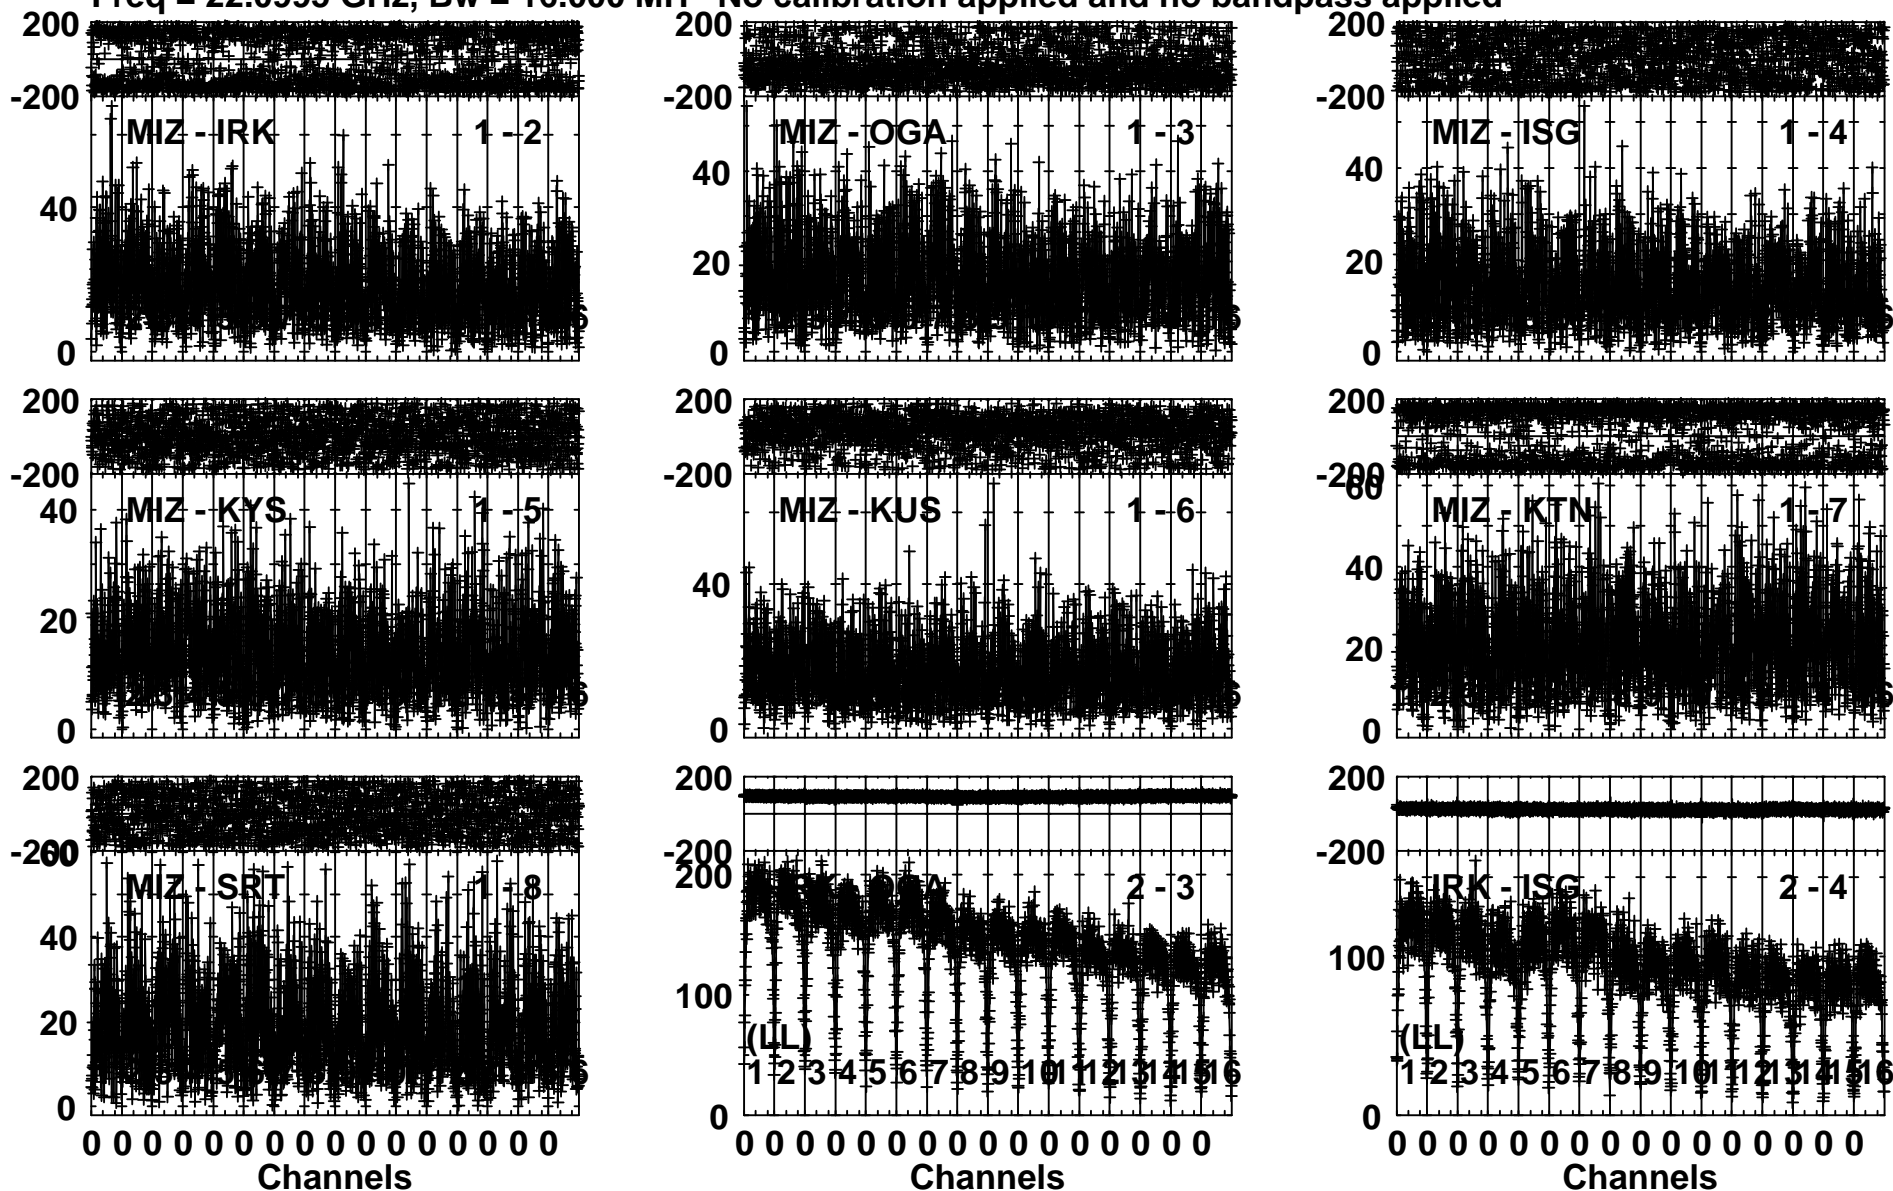 No calibration applied and no bandpass applied
200 200 200
-200 -200 -200
MIZ - IRK 1 - 2 MIZ - OGA 1 - 3 MIZ - ISG 1 - 4
40 40
40
20 20
0 0 0
200 200 200
-200 -200 -200
60
MIZ - KYS 1 - 5 MIZ - KUS 1 - 6 MIZ - KTN 1 - 7
40
40 40
20
20
0 0 0
200 200 200
-200 -200 -200
60 200
MIZ - SRT 1 - 8 IRK - OGA 2 - 3 IRK - ISG 2 - 4
40 100
20 100
(LL) (LL)
1 2 3 4 5 6 7 8 9 10 11 12 13 14 15 16 1 2 3 4 5 6 7 8 9 10 11 12 13 14 15 16
0 0 0
0 0 0 0 0 0 0 0 0 0 0 0 0 0 0 0 0 0 0 0 0 0 0 0 0 0 0 0 0 0 0 0 0 0 0 0 0 0 0 0 0 0 0 0 0 0 0 0
Channels Channels Channels